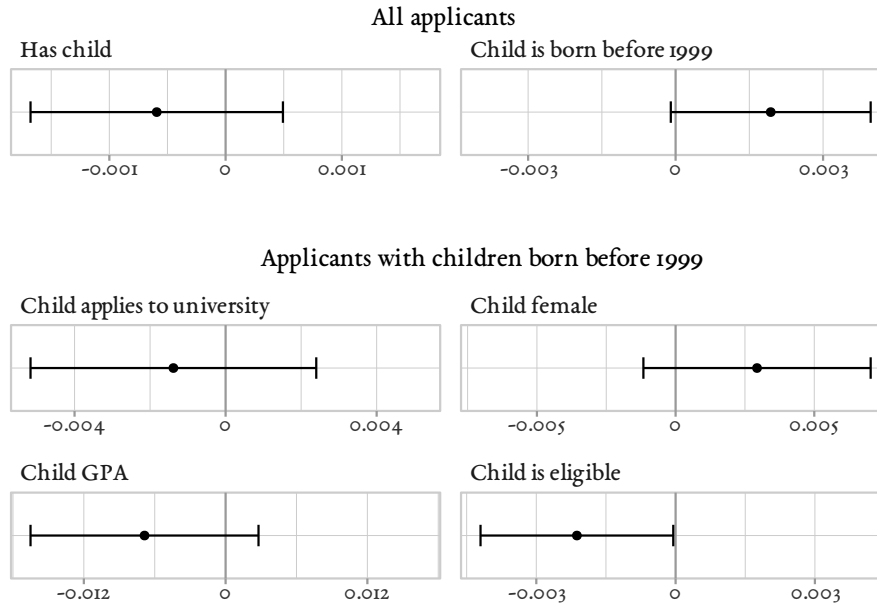 All applicants
Has child
Child is born before 1999
-0.001 0 0.001
-0.003 0 0.003
Applicants with children born before 1999
Child applies to university
Child female
-0.004 0 0.004
-0.005 0 0.005
Child GPA
Child is eligible
-0.012 0 0.012
-0.003 0 0.003